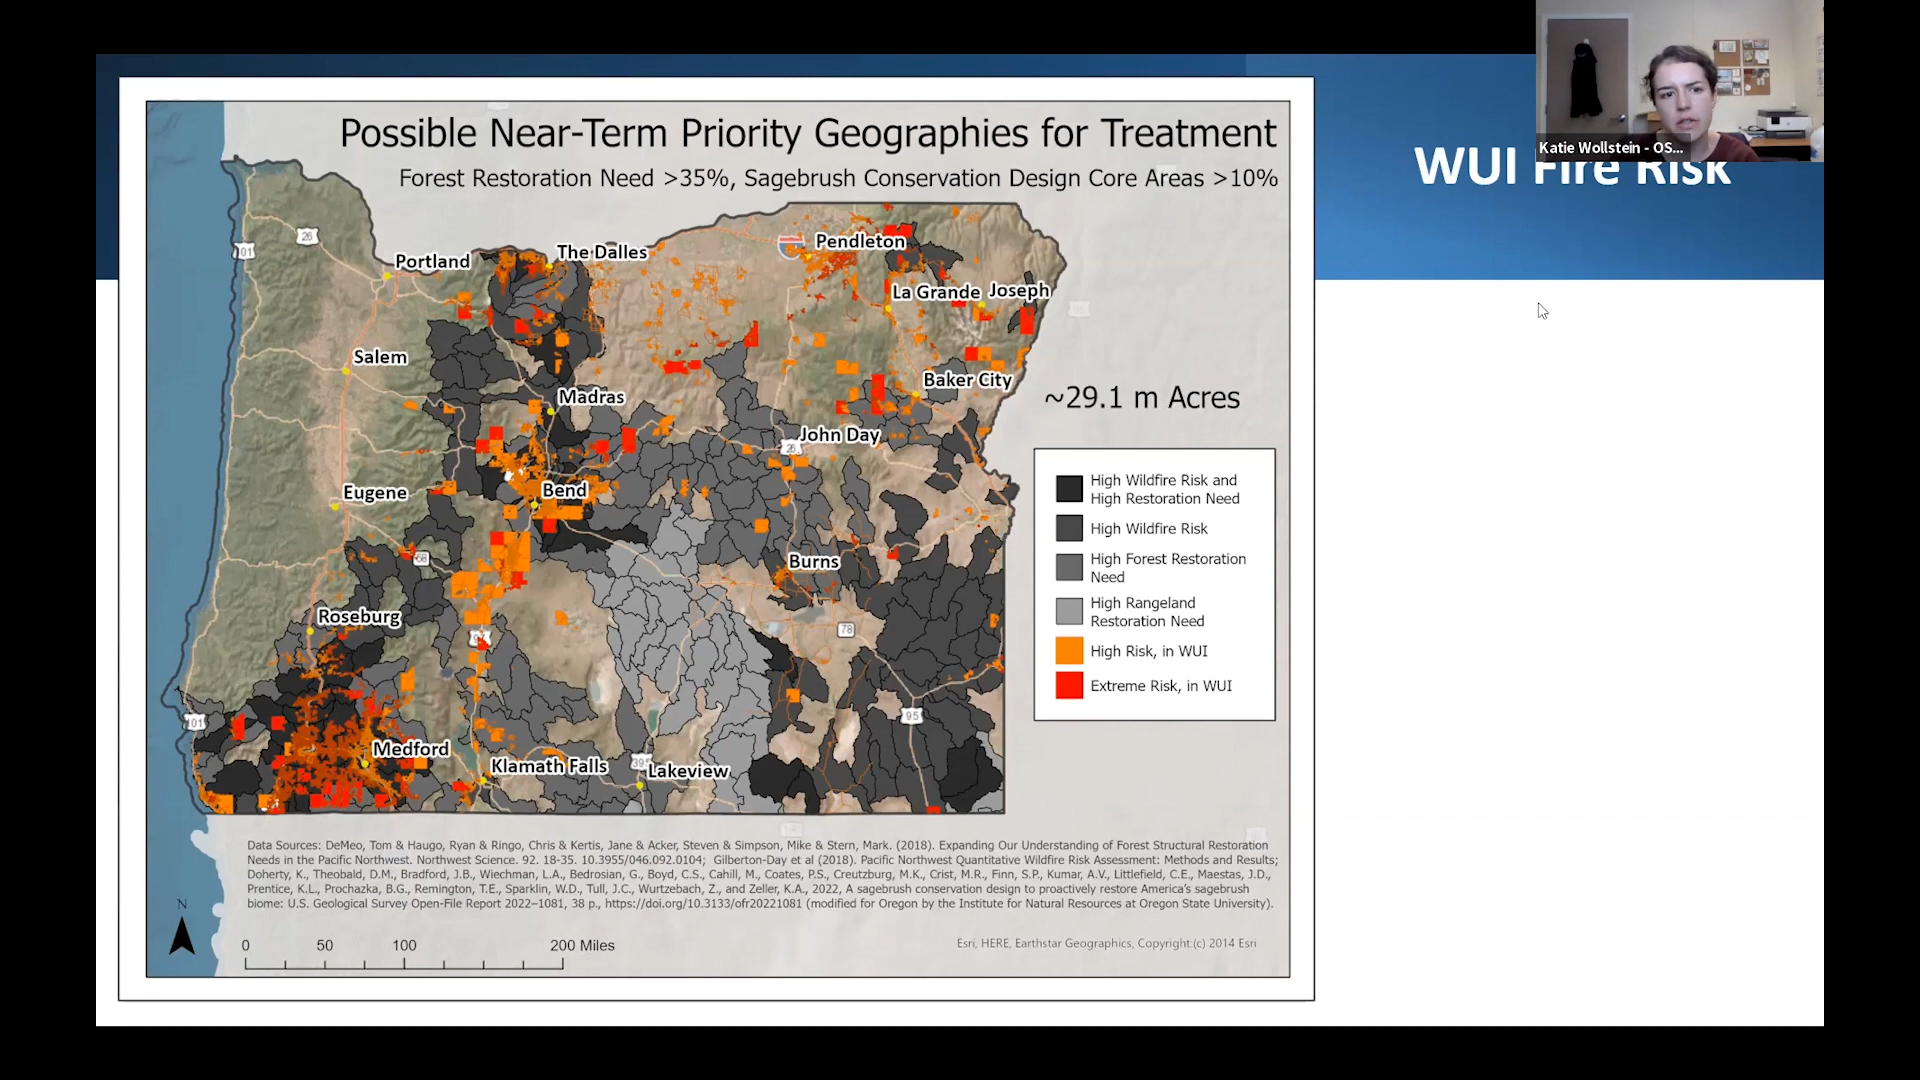 Katie Wollstein - OS...
WUI Fire Risk
Possible Near-Term Priority Geographies for Treatment
Forest Restoration Need >35%, Sagebrush Conservation Design Core Areas >10%
26
101
Portland
The Dalles
Pendleton
La Grande
Joseph
Salem
Madras
Baker City
~29.1 m Acres
John Day
26
Eugene
Bend
High Wildfire Risk and
High Restoration Need
High Wildfire Risk
High Forest Restoration
Need
High Rangeland
Restoration Need
High Risk, in WUI
Extreme Risk, in WUI
58
Burns
Roseburg
78
97
101
95
Medford
Klamath Falls
395
Lakeview
Data Sources: DeMeo, Tom & Haugo, Ryan & Ringo, Chris & Kertis, Jane & Acker, Steven & Simpson, Mike & Stern, Mark. (2018). Expanding Our Understanding of Forest Structural Restoration
Needs in the Pacific Northwest. Northwest Science. 92. 18-35. 10.3955/046.092.0104; Gilberton-Day et al (2018). Pacific Northwest Quantitative Wildfire Risk Assessment: Methods and Results;
Doherty, K., Theobald, D.M., Bradford, J.B., Wiechman, L.A., Bedrosian, G., Boyd, C.S., Cahill, M., Coates, P.S., Creutzburg, M.K., Crist, M.R., Finn, S.P., Kumar, A.V., Littlefield, C.E., Maestas, J.D.,
Prentice, K.L., Prochazka, B.G., Remington, T.E., Sparklin, W.D., Tull, J.C., Wurtzebach, Z., and Zeller, K.A., 2022, A sagebrush conservation design to proactively restore America's sagebrush
biome: U.S. Geological Survey Open-File Report 2022–1081, 38 p., https://doi.org/10.3133/ofr20221081 (modified for Oregon by the Institute for Natural Resources at Oregon State University).
N
0 50 100 200 Miles
Esri, HERE, Earthstar Geographics, Copyright:(c) 2014 Esri